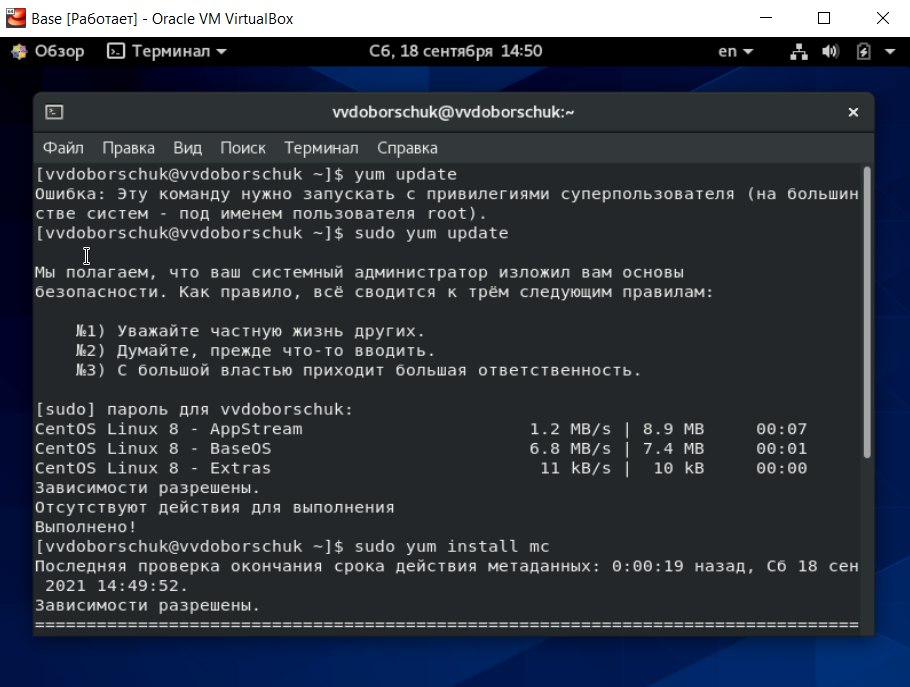 Base [Работает] - Oracle VM VirtualBox
Обзор Терминал Сб, 18 сентября 14:50 en
vvdoborschuk@vvdoborschuk:~
Файл Правка Вид Поиск Терминал Справка
[vvdoborschuk@vvdoborschuk ~]$ yum update
Ошибка: Эту команду нужно запускать с привилегиями суперпользователя (на большин
стве систем - под именем пользователя root).
[vvdoborschuk@vvdoborschuk ~]$ sudo yum update
Мы полагаем, что ваш системный администратор изложил вам основы
безопасности. Как правило, всё сводится к трём следующим правилам:
№1) Уважайте частную жизнь других.
№2) Думайте, прежде что-то вводить.
№3) С большой властью приходит большая ответственность.
[sudo] пароль для vvdoborschuk:
CentOS Linux 8 - AppStream 1.2 MB/s | 8.9 MB 00:07
CentOS Linux 8 - BaseOS 6.8 MB/s | 7.4 MB 00:01
CentOS Linux 8 - Extras 11 kB/s | 10 kB 00:00
Зависимости разрешены.
Отсутствуют действия для выполнения
Выполнено!
[vvdoborschuk@vvdoborschuk ~]$ sudo yum install mc
Последняя проверка окончания срока действия метаданных: 0:00:19 назад, Сб 18 сен
2021 14:49:52.
Зависимости разрешены.
================================================================================